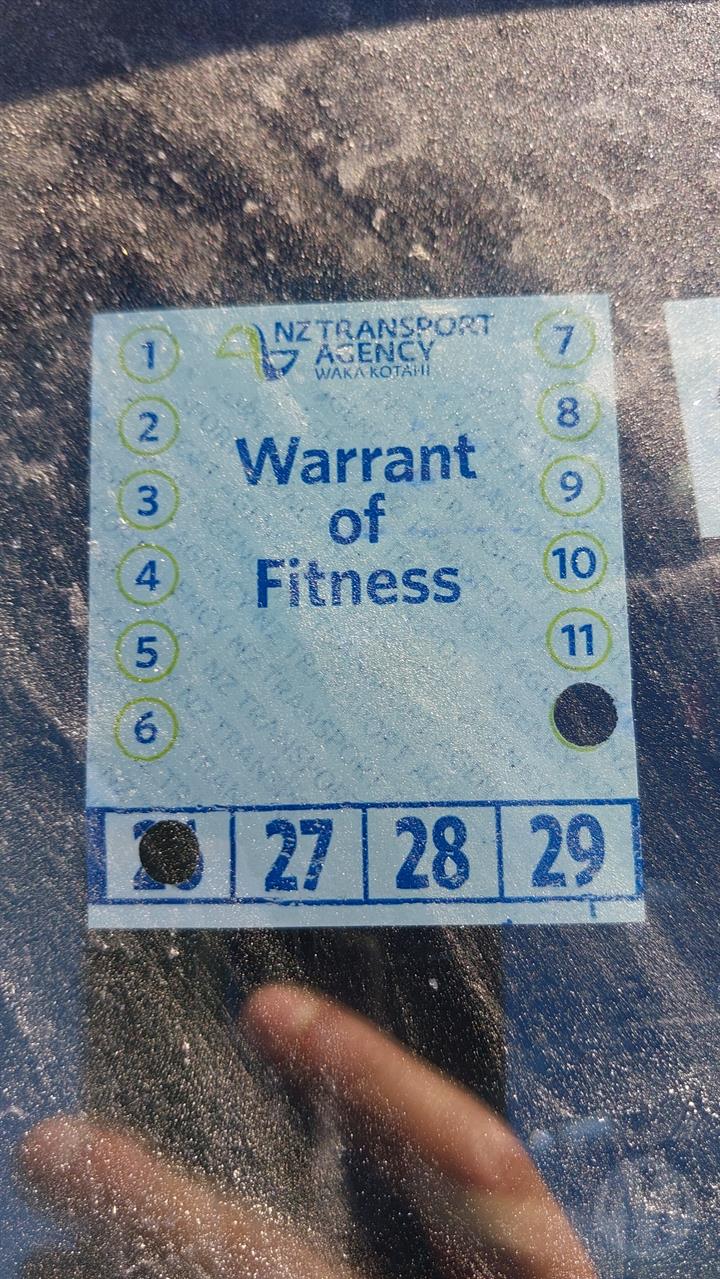 NZ TRANSPORT
AGENCY
WAKA KOTAHI
1
7
2
8
Warrant
3
9
of
4
10
Fitness
5
11
6
27
28
29